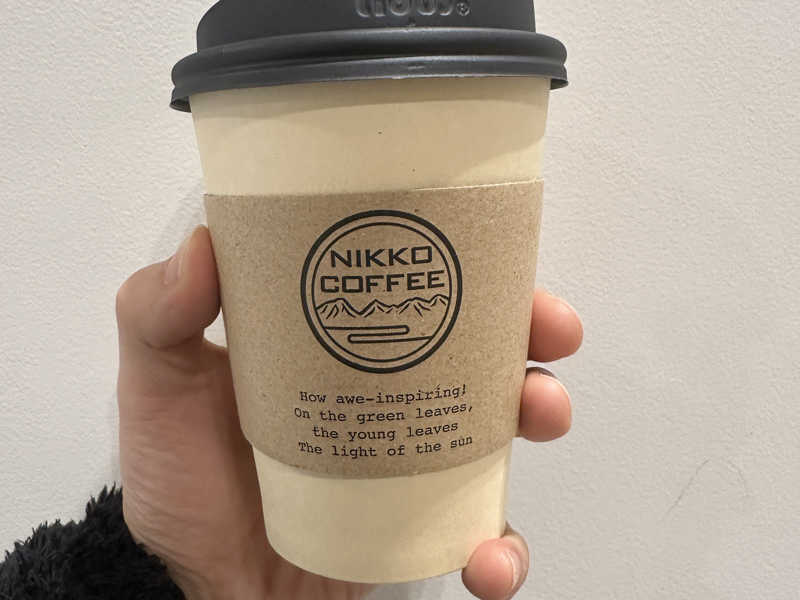 NIKKO
COFFEE
How awe-inspiring!
On the green leaves,
the young leaves
The light of the sun